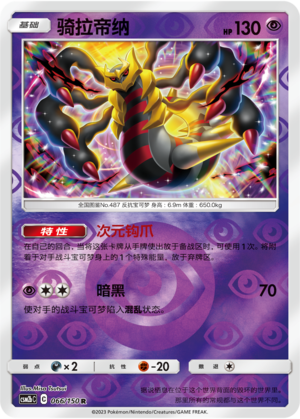 基础 骑拉帝纳 HP 130
全国图鉴No.487 反抗宝可梦 身高：6.9m 体重：650.0kg
特性 次元钩爪
在自己的回合，当将这张卡牌从手牌使出放于备战区时，可使用1次。将附
着于对手战斗宝可梦身上的1个特殊能量，放于弃牌区。
暗黑 70
使对手的战斗宝可梦陷入混乱状态。
弱点 ×2 抵抗力 -20 撤退
Illus. Misa Tsutsui
CSM2bC G 066/150 R
©2023 Pokémon/Nintendo/Creatures/GAME FREAK.